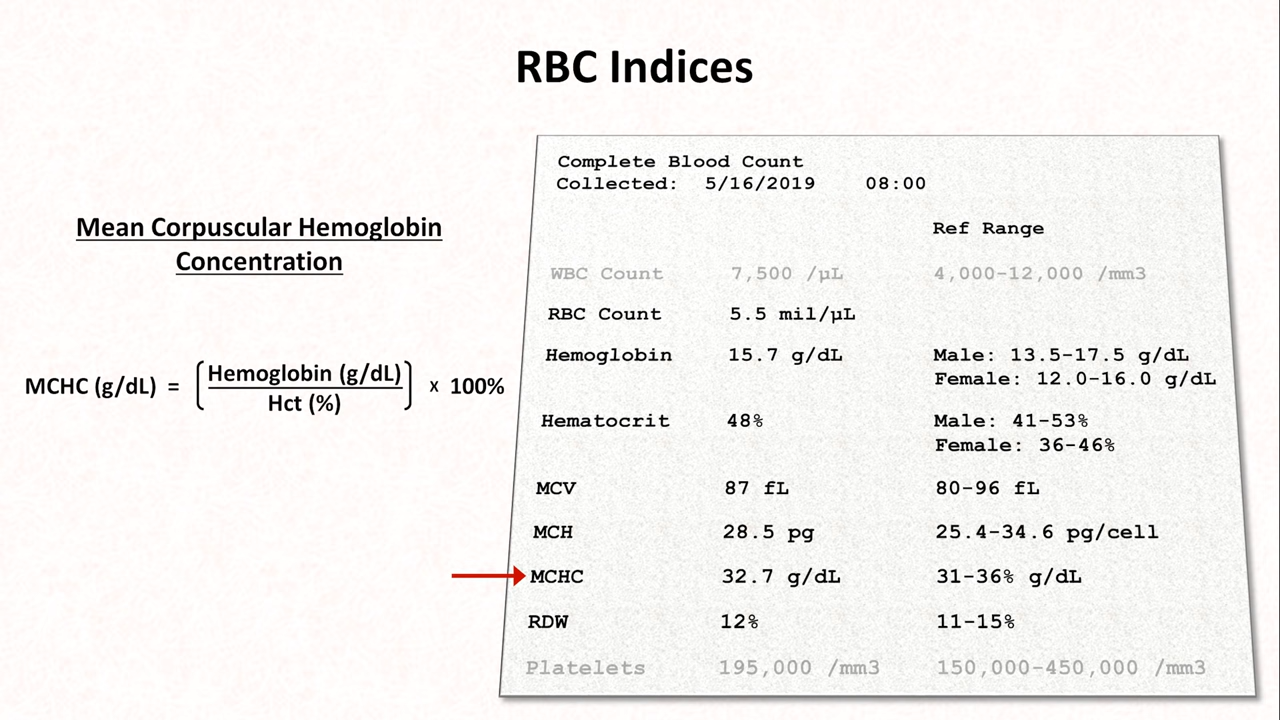 RBC Indices
Mean Corpuscular Hemoglobin
Concentration
MCHC (g/dL) = (Hemoglobin (g/dL) / Hct (%)) x 100%
Complete Blood Count
Collected: 5/16/2019 08:00
Ref Range
WBC Count 7,500 /µL 4,000-12,000 /mm3
RBC Count 5.5 mil/µL
Hemoglobin 15.7 g/dL Male: 13.5-17.5 g/dL
Female: 12.0-16.0 g/dL
Hematocrit 48% Male: 41-53%
Female: 36-46%
MCV 87 fL 80-96 fL
MCH 28.5 pg 25.4-34.6 pg/cell
MCHC 32.7 g/dL 31-36% g/dL
RDW 12% 11-15%
Platelets 195,000 /mm3 150,000-450,000 /mm3